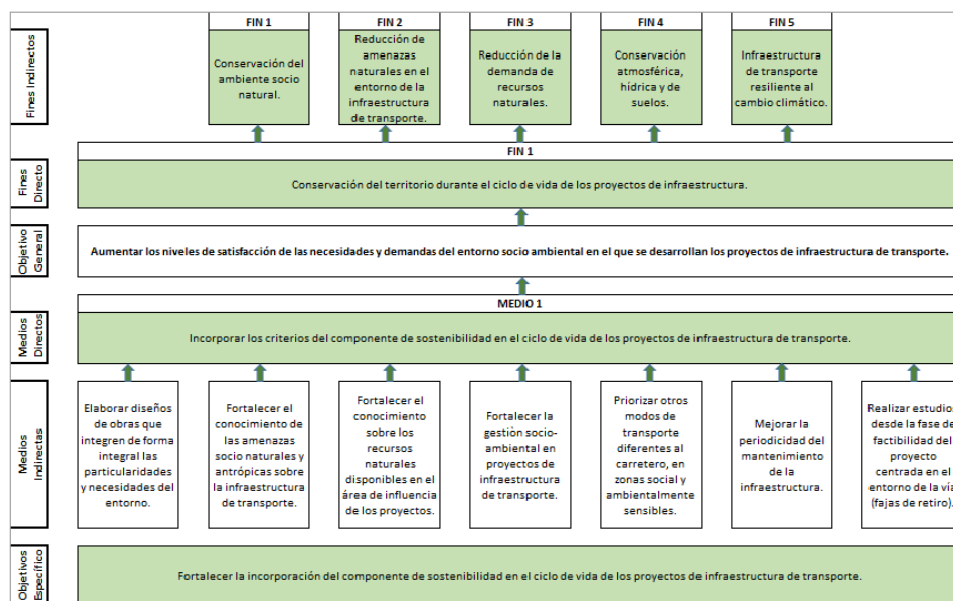 Fines Indirectos
FIN 1
Conservación del
ambiente socio
natural.
FIN 2
Reducción de
amenazas
naturales en el
entorno de la
infraestructura
de transporte.
FIN 3
Reducción de la
demanda de
recursos
naturales.
FIN 4
Conservación
atmosférica,
hídrica y de
suelos.
FIN 5
Infraestructura
de transporte
resiliente al
cambio climático.
Fines
Directo
FIN 1
Conservación del territorio durante el ciclo de vida de los proyectos de infraestructura.
Objetivo
General
Aumentar los niveles de satisfacción de las necesidades y demandas del entorno socio ambiental en el que se desarrollan los proyectos de infraestructura de transporte.
Medios
Directos
MEDIO 1
Incorporar los criterios del componente de sostenibilidad en el ciclo de vida de los proyectos de infraestructura de transporte.
Medios
Indirectas
Elaborar diseños
de obras que
integren de forma
integral las
particularidades
y necesidades del
entorno.
Fortalecer el
conocimiento de
las amenazas
socio naturales y
antrópicas sobre
la infraestructura
de transporte.
Fortalecer el
conocimiento
sobre los
recursos
naturales
disponibles en el
área de influencia
de los proyectos.
Fortalecer la
gestión socio-
ambiental en
proyectos de
infraestructura
de transporte.
Priorizar otros
modos de
transporte
diferentes al
carretero, en
zonas social y
ambientalmente
sensibles.
Mejorar la
periodicidad del
mantenimiento
de la
infraestructura.
Realizar estudios
desde la fase de
factibilidad del
proyecto
centrada en el
entorno de la vía
(fajas de retiro).
Objetivos
Específico
Fortalecer la incorporación del componente de sostenibilidad en el ciclo de vida de los proyectos de infraestructura de transporte.